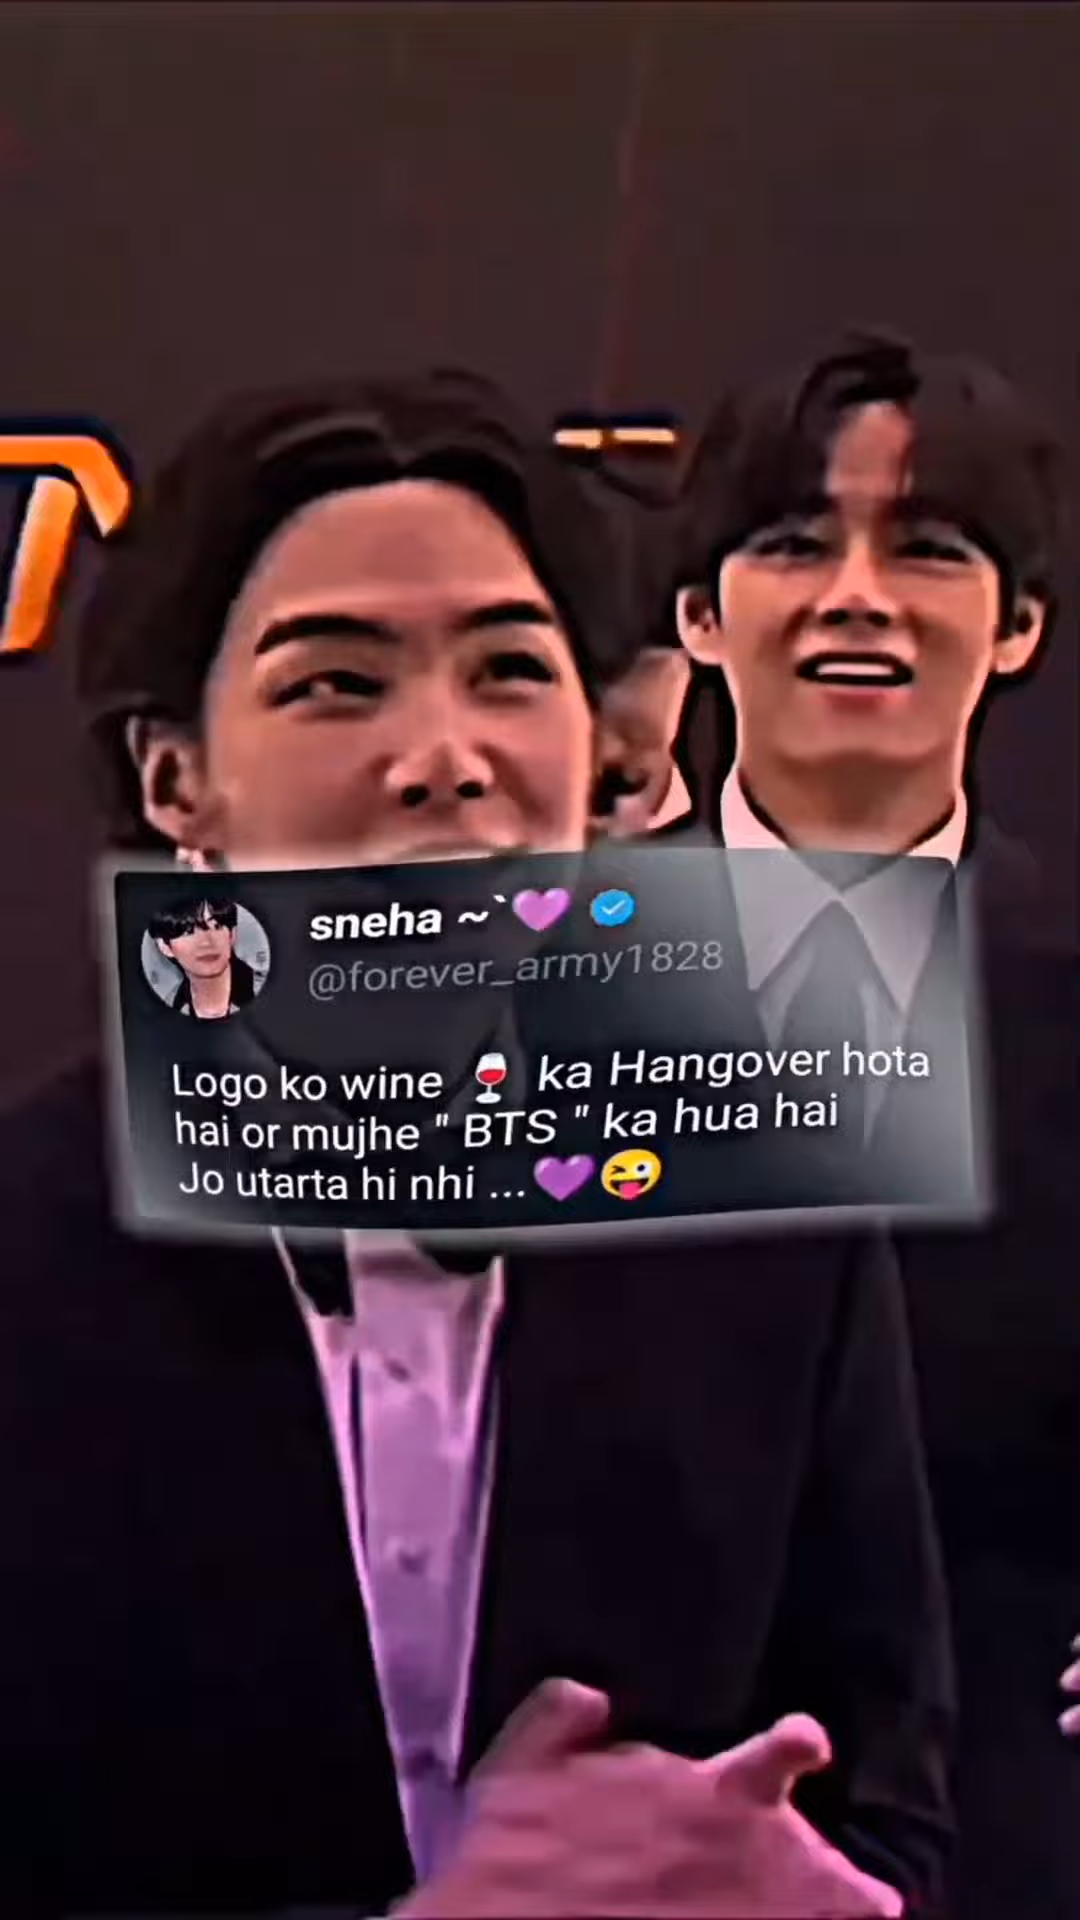 sneha ~`💜
@forever_army1828
Logo ko wine 🍷 ka Hangover hota
hai or mujhe " BTS " ka hua hai
Jo utarta hi nhi ...💜😜